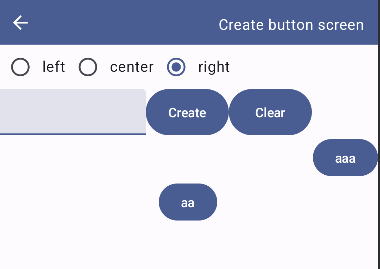 Create button screen
left center right
Create Clear
aaa
aa